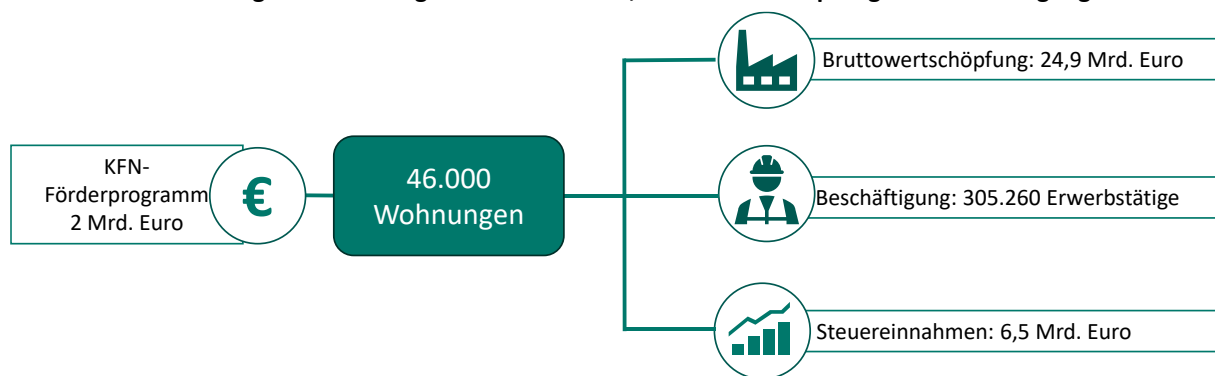 KFN-
Förderprogramm
2 Mrd. Euro
€
46.000
Wohnungen
Bruttowertschöpfung: 24,9 Mrd. Euro
Beschäftigung: 305.260 Erwerbstätige
Steuereinnahmen: 6,5 Mrd. Euro